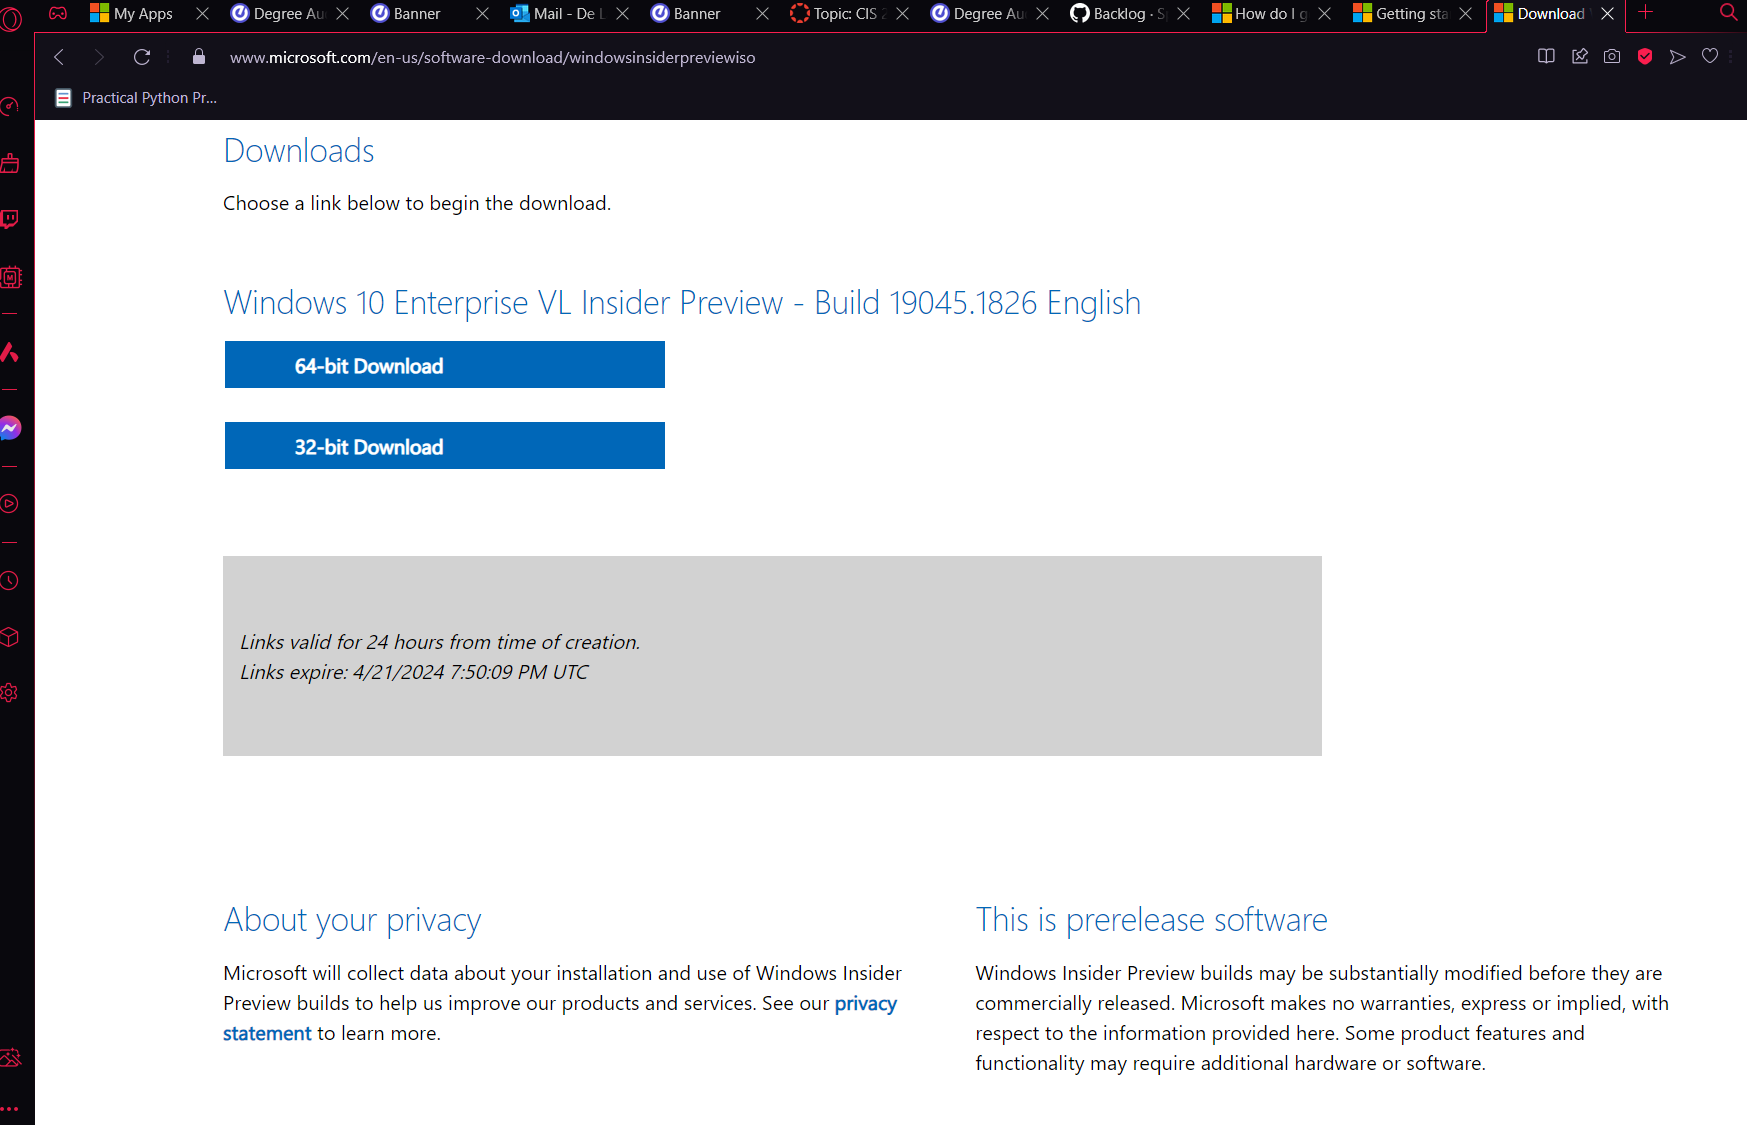 My Apps
Degree Au
Banner
Mail - De L
Banner
Topic: CIS 2
Degree Au
Backlog · Sp
How do I g
Getting sta
Download
www.microsoft.com/en-us/software-download/windowsinsiderpreviewiso
Practical Python Pr...
Downloads
Choose a link below to begin the download.
Windows 10 Enterprise VL Insider Preview - Build 19045.1826 English
64-bit Download
32-bit Download
Links valid for 24 hours from time of creation.
Links expire: 4/21/2024 7:50:09 PM UTC
About your privacy
Microsoft will collect data about your installation and use of Windows Insider
Preview builds to help us improve our products and services. See our privacy
statement to learn more.
This is prerelease software
Windows Insider Preview builds may be substantially modified before they are
commercially released. Microsoft makes no warranties, express or implied, with
respect to the information provided here. Some product features and
functionality may require additional hardware or software.